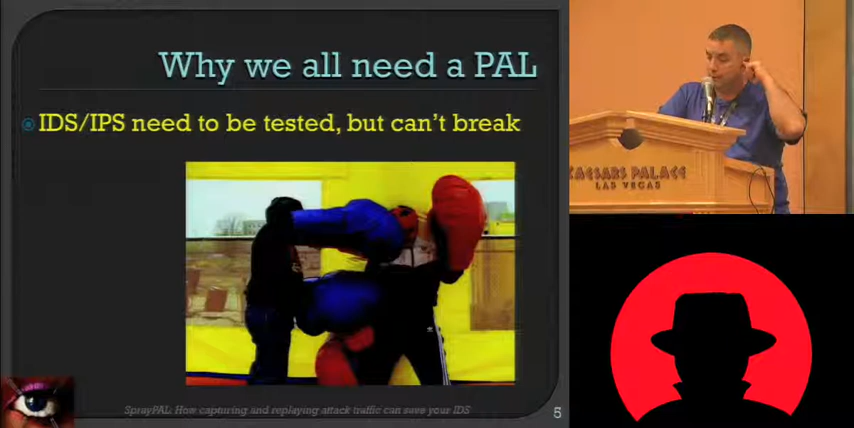 Why we all need a PAL
IDS/IPS need to be tested, but can't break
SprayPAL: How capturing and replaying attack traffic can save your IDS
5
CAESARS PALACE
LAS VEGAS